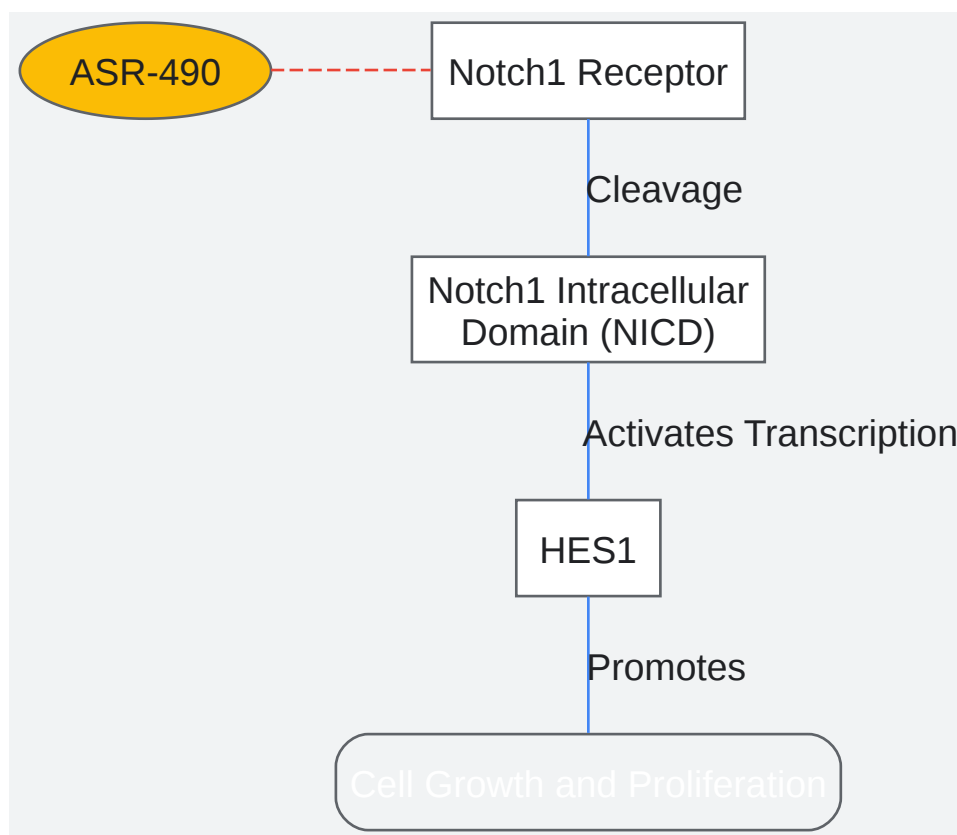 ASR-490
Notch1 Receptor
Cleavage
Notch1 Intracellular
Domain (NICD)
Activates Transcription
HES1
Promotes
Cell Growth and Proliferation